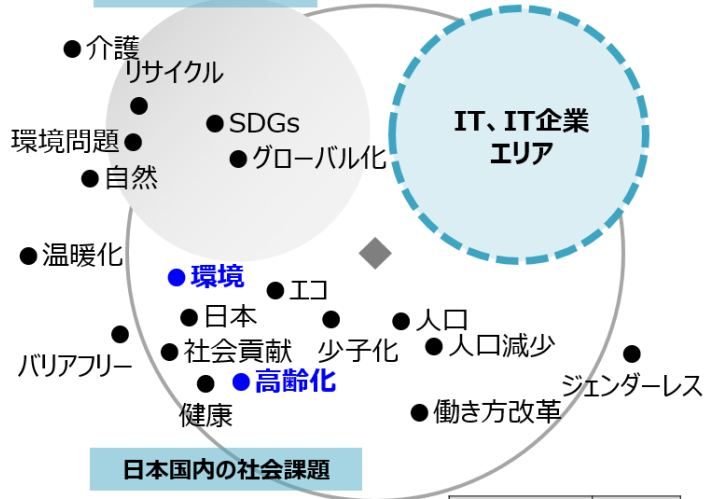 介護
リサイクル
SDGs
環境問題
グローバル化
自然
IT、IT企業
エリア
温暖化
環境
エコ
日本
人口
社会貢献
少子化
人口減少
バリアフリー
高齢化
ジェンダーレス
健康
働き方改革
日本国内の社会課題